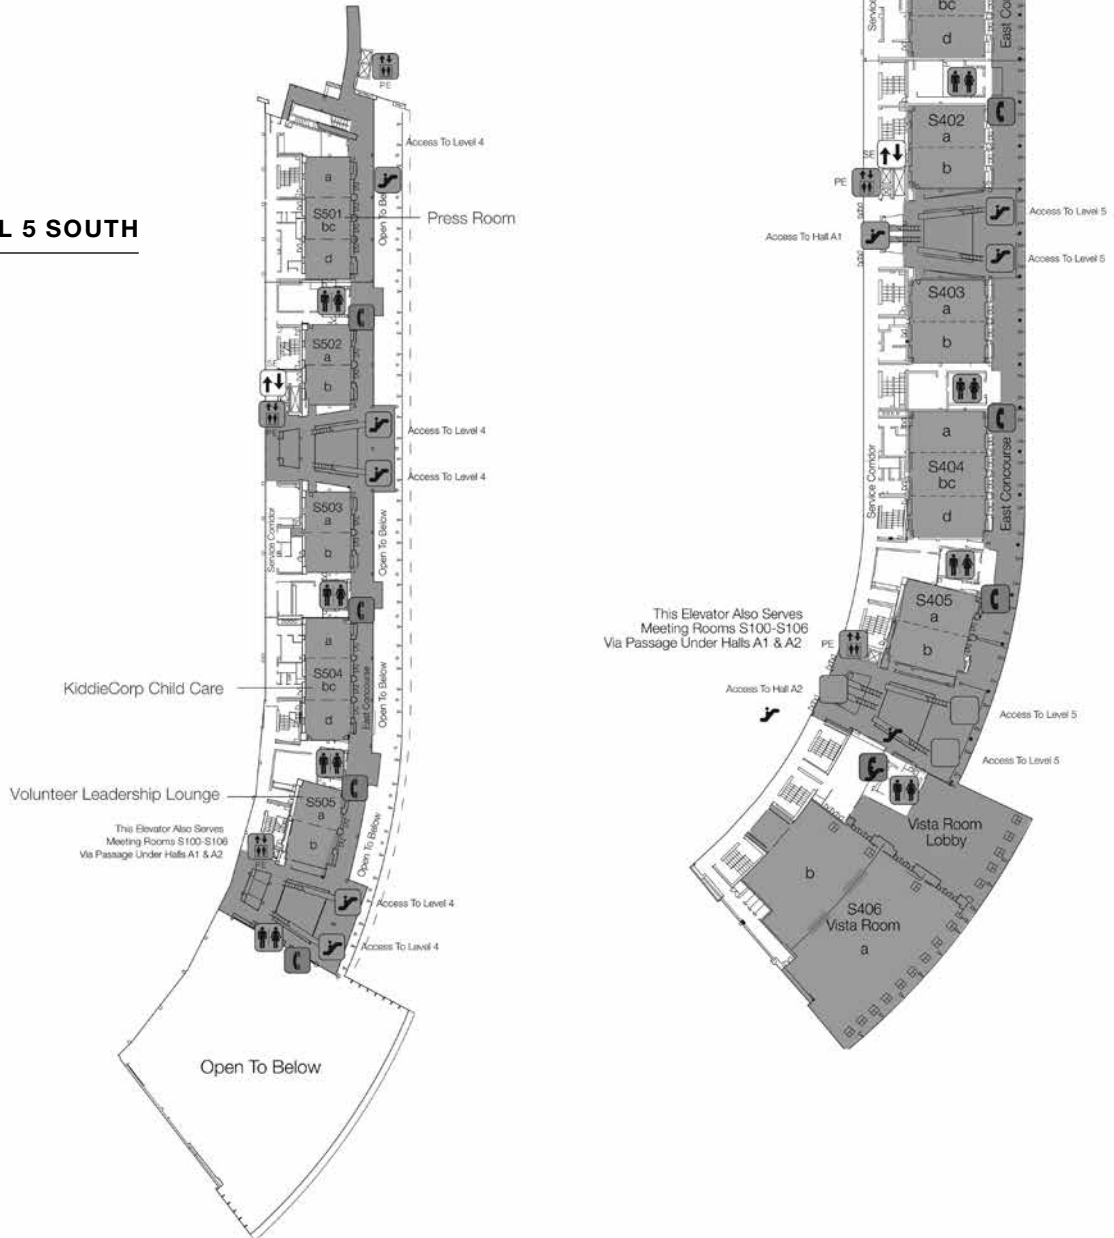 L 5 SOUTH
PE
Access To Level 4
a
S501
bc
d
Press Room
Open To Be
S502
a
b
SE
PE
Access To Level 4
Access To Level 4
S503
a
b
Service Corridor
Open To Below
a
S504
bc
d
KiddieCorp Child Care
East Concourse
Open To Below
Volunteer Leadership Lounge
S505
a
b
This Elevator Also Serves
Meeting Rooms S100-S106
Via Passage Under Halls A1 & A2
PE
Open To Below
Access To Level 4
Access To Level 4
Open To Below
Service
bc
d
East Co
S402
a
b
SE
PE
Access To Level 5
Access To Hall A1
Access To Level 5
S403
a
b
a
S404
bc
d
Service Corridor
East Concourse
S405
a
b
This Elevator Also Serves
Meeting Rooms S100-S106
Via Passage Under Halls A1 & A2
PE
Access To Hall A2
Access To Level 5
Access To Level 5
Vista Room
Lobby
b
S406
Vista Room
a